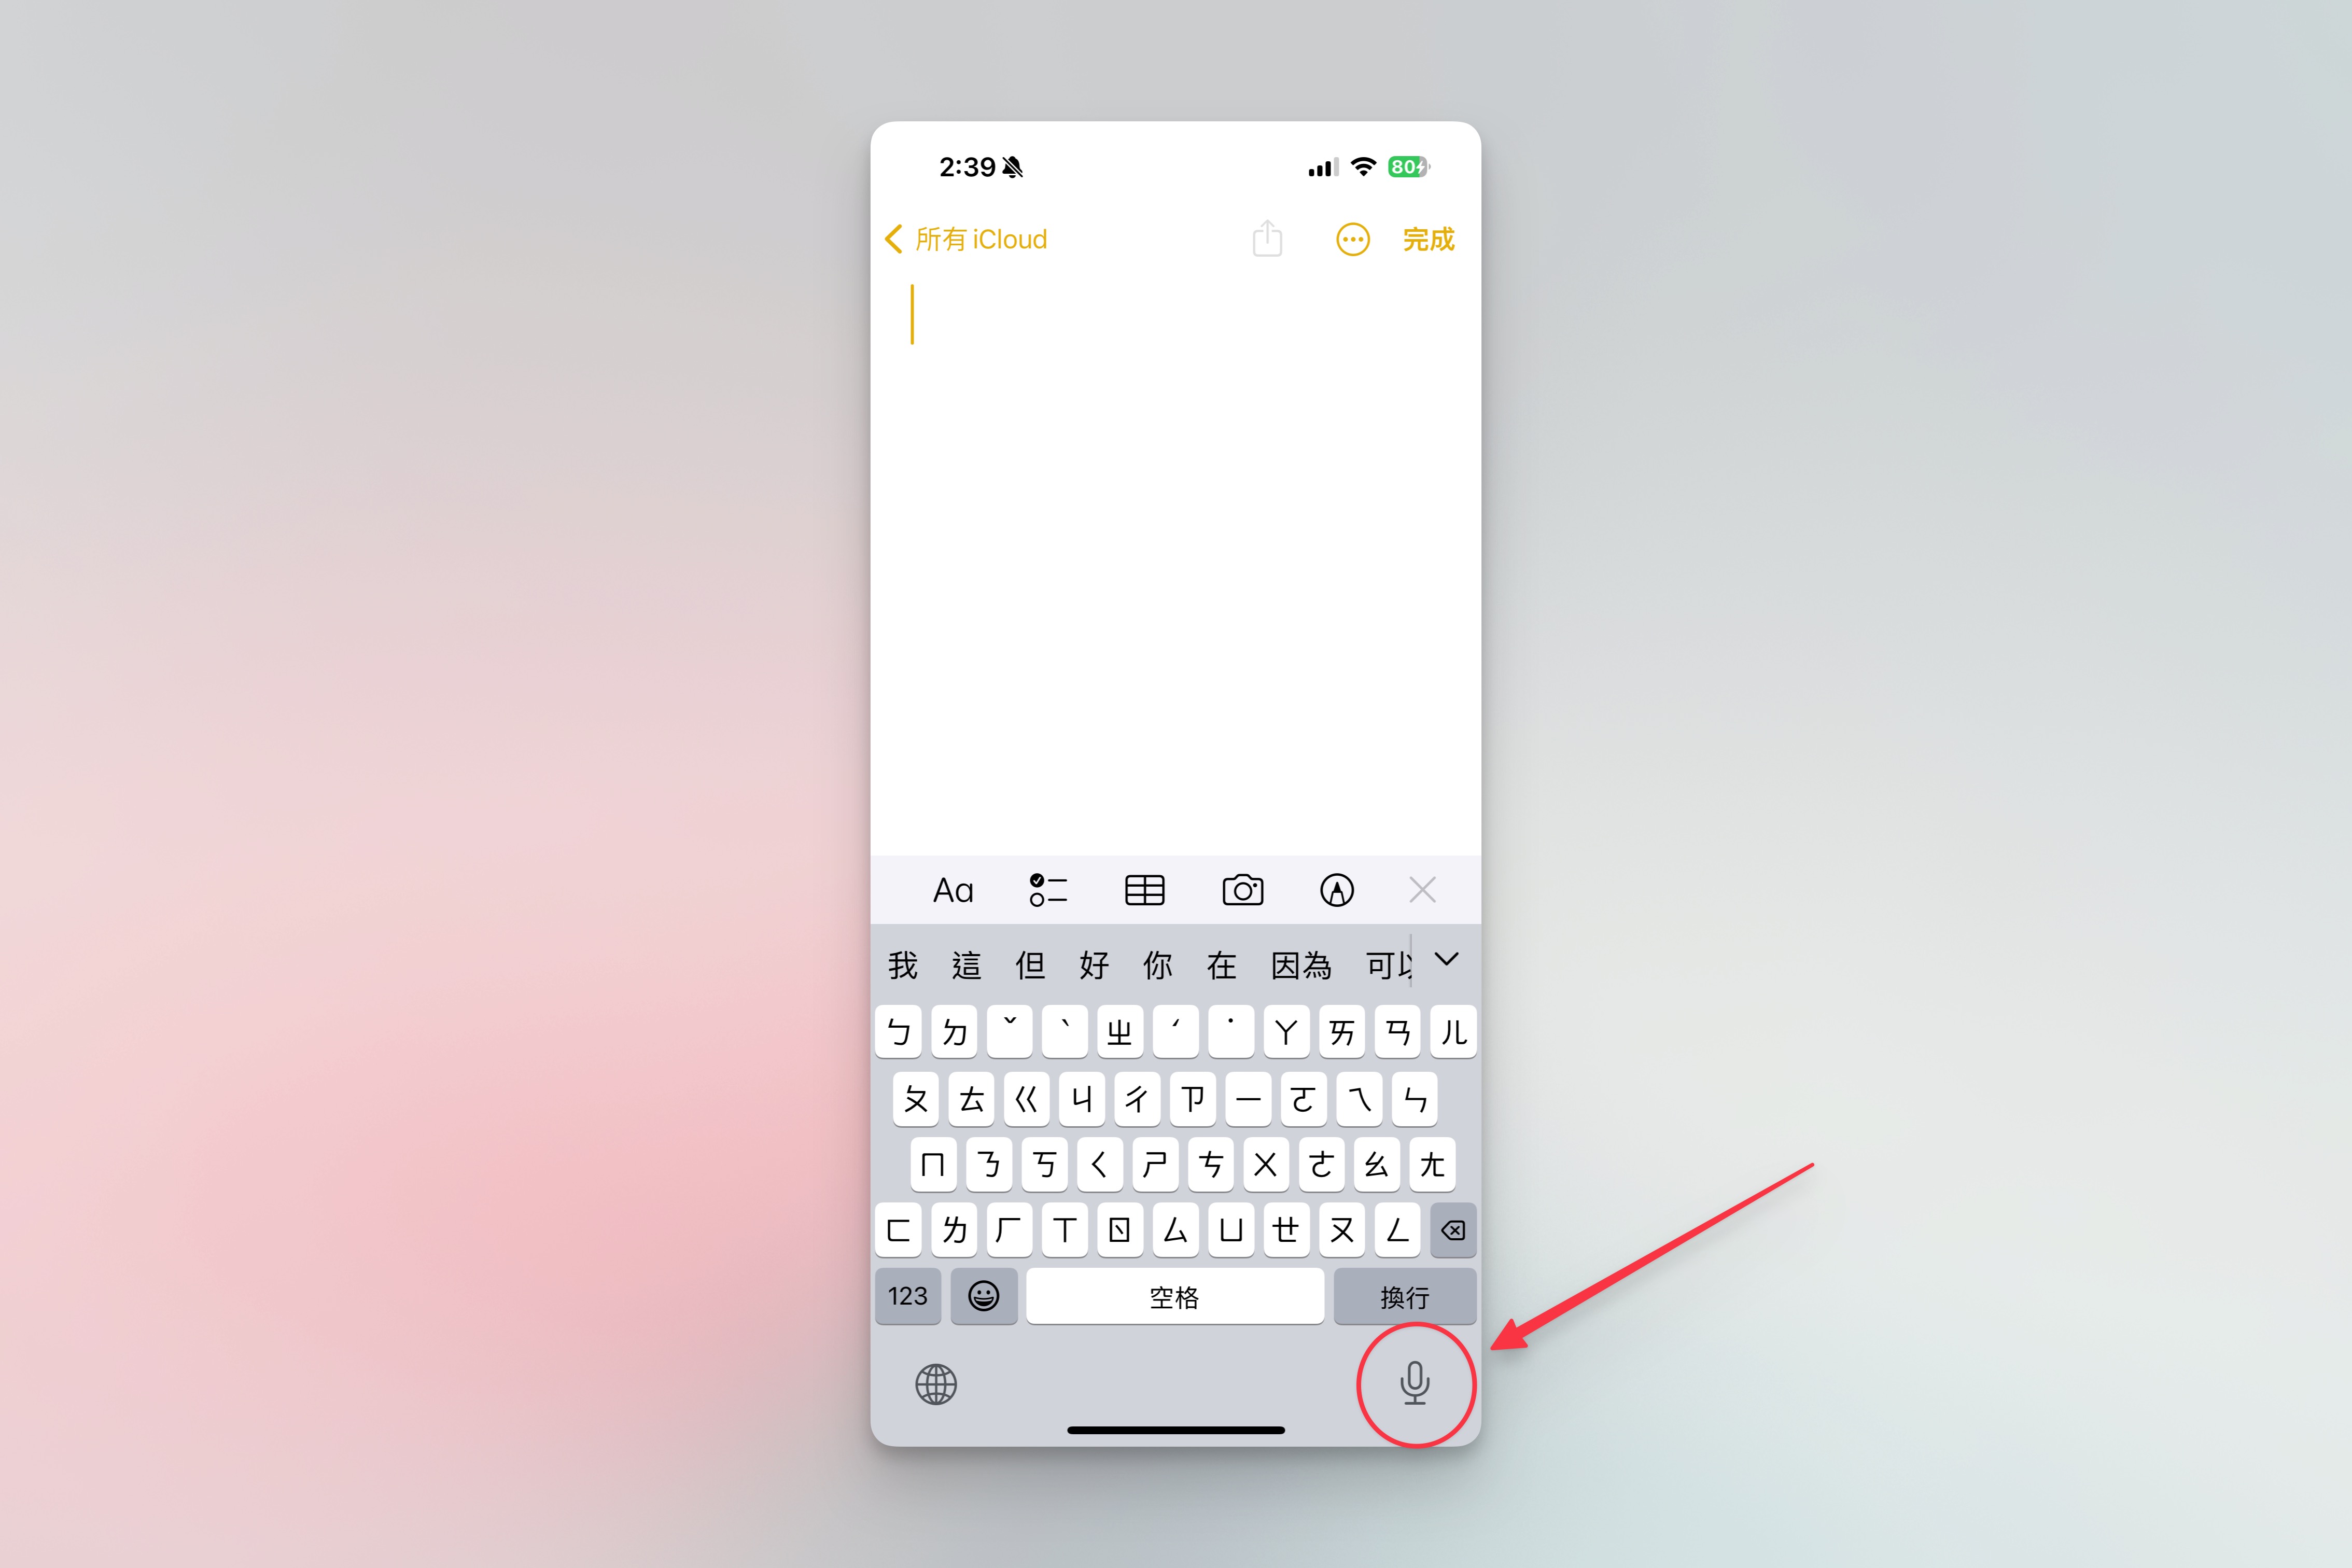 2:39 80
所有 iCloud 完成
Aa
我 這 但 好 你 在 因為 可以
ㄅ ㄉ ˇ ˋ ㄓ ˊ ˙ ㄚ ㄞ ㄢ ㄦ
ㄆ ㄊ ㄍ ㄐ ㄔ ㄗ ㄧ ㄛ ㄟ ㄣ
ㄇ ㄋ ㄎ ㄑ ㄕ ㄘ ㄨ ㄜ ㄠ ㄤ
ㄈ ㄌ ㄏ ㄒ ㄖ ㄙ ㄩ ㄝ ㄡ ㄥ
123 空格 換行